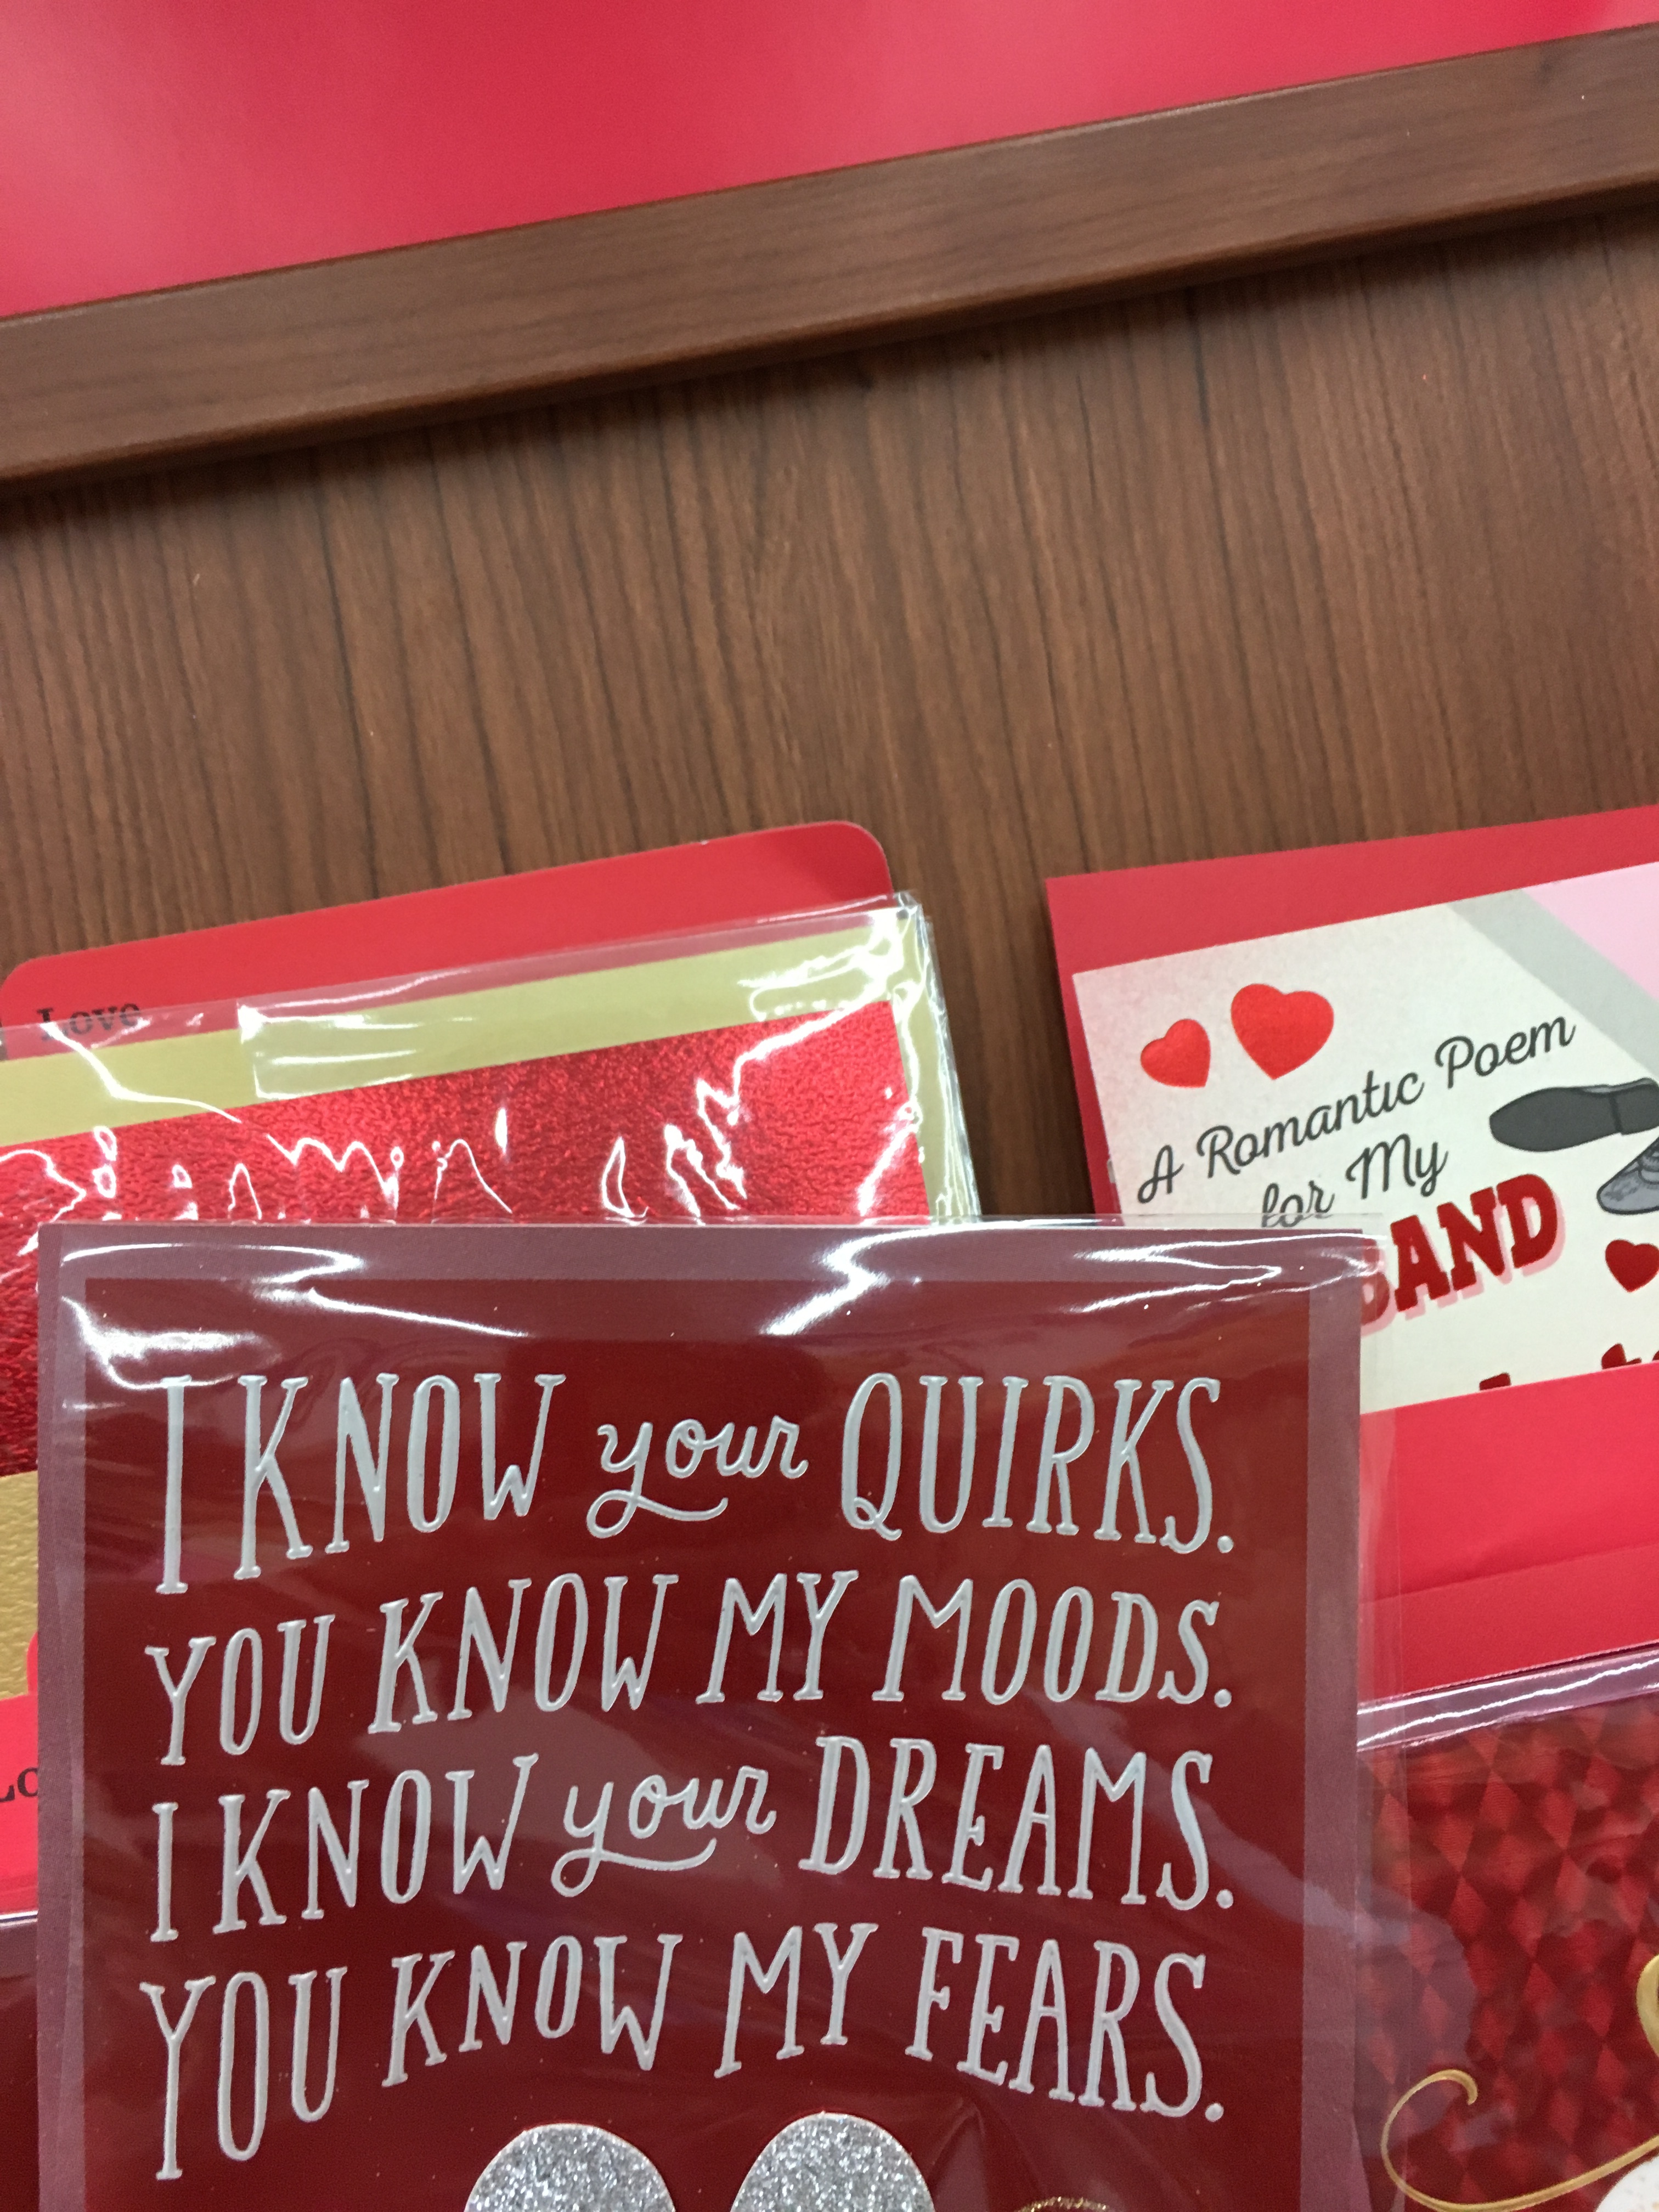 Love
A Romantic Poem
for My
BAND
I KNOW your QUIRKS.
YOU KNOW MY MOODS.
I KNOW your DREAMS.
YOU KNOW MY FEARS.